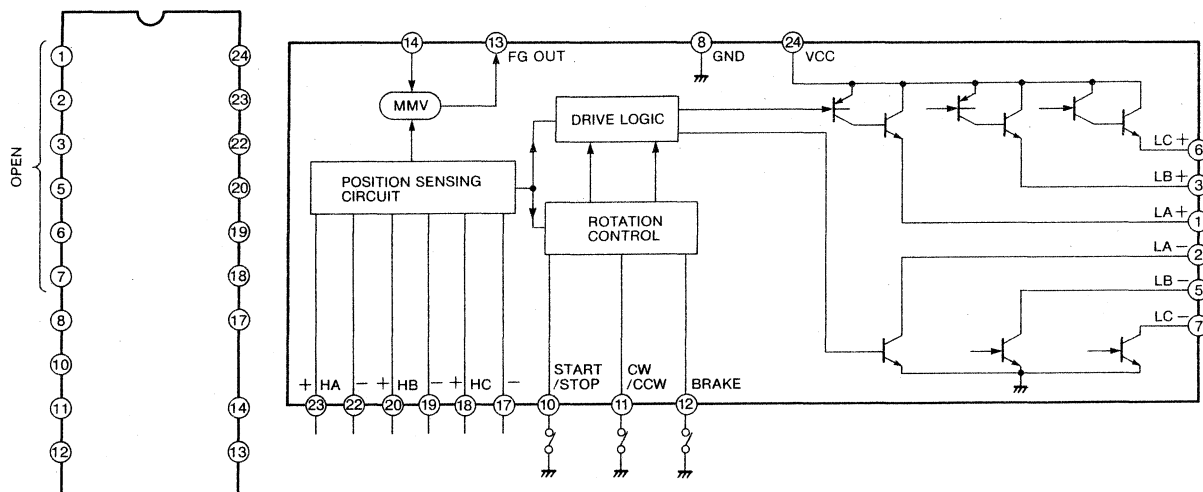 OPEN
1
2
3
5
6
7
8
10
11
12
24
23
22
20
19
18
17
14
13
14
13
FG OUT
8
GND
24
VCC
MMV
DRIVE LOGIC
POSITION SENSING
CIRCUIT
ROTATION
CONTROL
LC +
6
LB +
3
LA +
1
LA −
2
LB −
5
LC −
7
+ HA − + HB − + HC −
START
/STOP
CW
/CCW
BRAKE
23
22
20
19
18
17
10
11
12